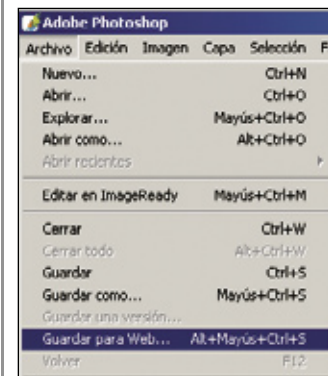 Adobe Photoshop
Archivo Edición Imagen Capa Selección F
Nuevo... Ctrl+N
Abrir... Ctrl+O
Explorar... Mayús+Ctrl+O
Abrir como... Alt+Ctrl+O
Abrir recientes
Editar en ImageReady Mayús+Ctrl+M
Cerrar Ctrl+W
Cerrar todo Alt+Ctrl+W
Guardar Ctrl+S
Guardar como... Mayús+Ctrl+S
Guardar una versión...
Guardar para Web... Alt+Mayús+Ctrl+S
Volver F12